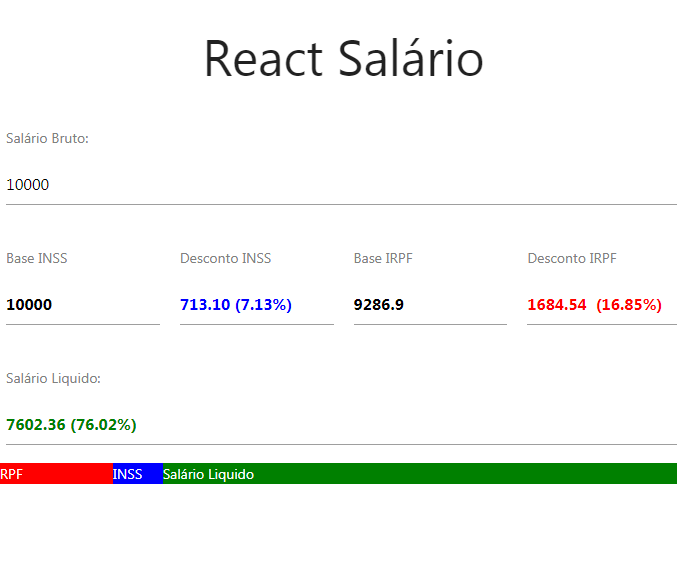 React Salário
Salário Bruto:
10000
Base INSS Desconto INSS Base IRPF Desconto IRPF
10000 713.10 (7.13%) 9286.9 1684.54 (16.85%)
Salário Liquido:
7602.36 (76.02%)
RPF INSS Salário Liquido